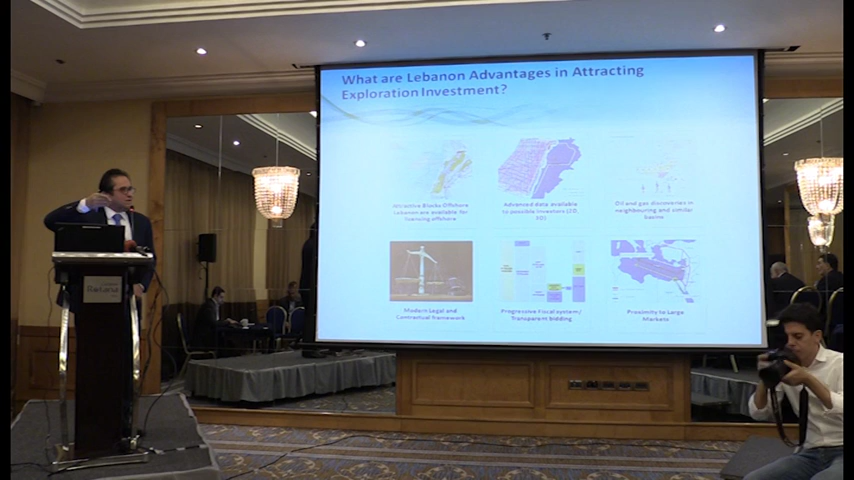 What are Lebanon Advantages in Attracting
Exploration Investment?
Attractive Blocks Offshore
Lebanon are available for
licensing offshore
Advanced data available
to possible investors (2D,
3D)
Oil and gas discoveries in
neighbouring and similar
basins
Modern Legal and
Contractual framework
Progressive Fiscal system/
Transparent bidding
Proximity to Large
Markets